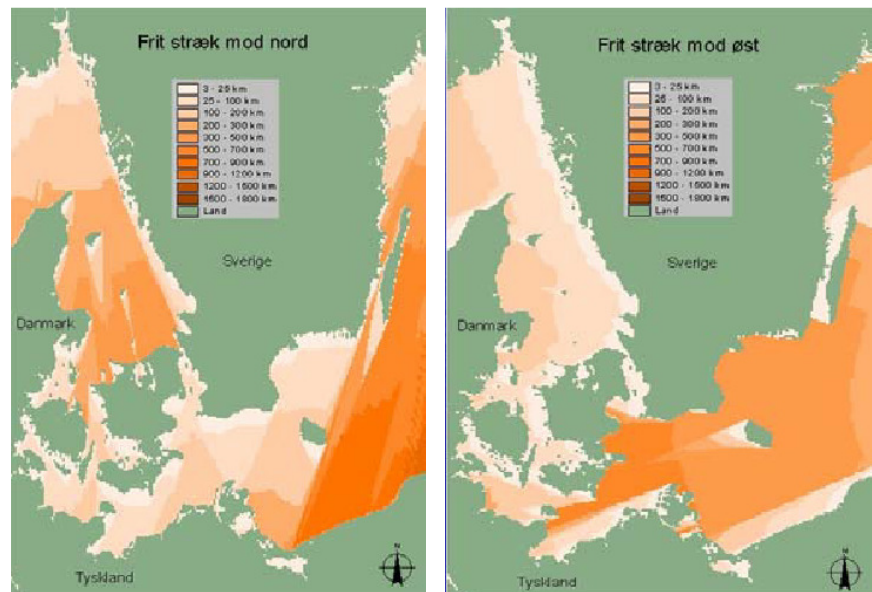 Frit stræk mod nord
3 - 25 km
25 - 100 km
100 - 200 km
200 - 300 km
300 - 500 km
500 - 700 km
700 - 900 km
900 - 1200 km
1200 - 1500 km
1500 - 1800 km
Land
Sverige
Danmark
Tyskland
N
Frit stræk mod øst
3 - 25 km
25 - 100 km
100 - 200 km
200 - 300 km
300 - 500 km
500 - 700 km
700 - 900 km
900 - 1200 km
1200 - 1500 km
1500 - 1800 km
Land
Sverige
Danmark
Tyskland
N